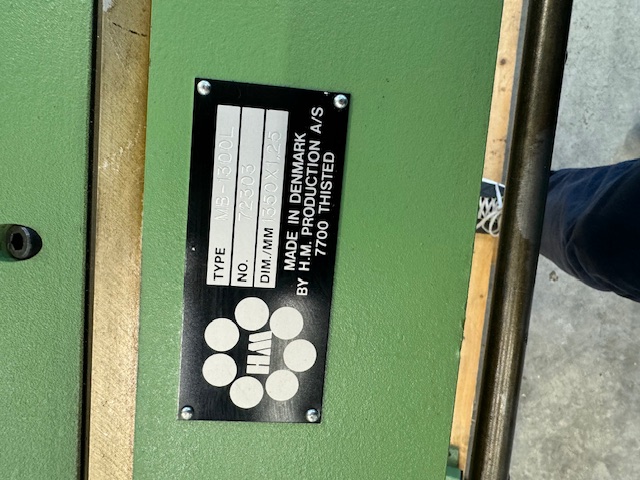 TYPE VB-1300L
NO. 72303
DIM./MM 1350X1.25
MADE IN DENMARK
BY H.M. PRODUCTION A/S
7700 THISTED
HM